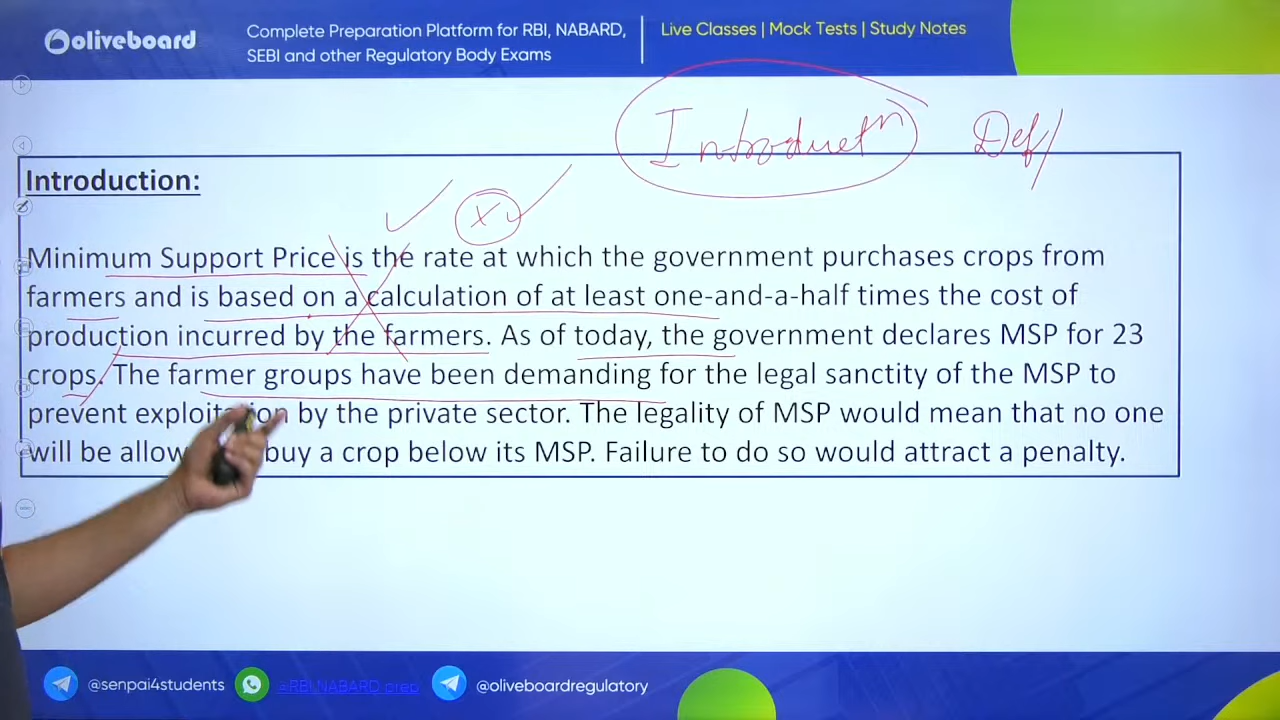 oliveboard
Complete Preparation Platform for RBI, NABARD,
SEBI and other Regulatory Body Exams
Live Classes | Mock Tests | Study Notes
Introductn Def/
Introduction:
x
Minimum Support Price is the rate at which the government purchases crops from
farmers and is based on a calculation of at least one-and-a-half times the cost of
production incurred by the farmers. As of today, the government declares MSP for 23
crops. The farmer groups have been demanding for the legal sanctity of the MSP to
prevent exploitation by the private sector. The legality of MSP would mean that no one
will be allow buy a crop below its MSP. Failure to do so would attract a penalty.
@senpai4students
@RBI.NABARD prep
@oliveboardregulatory